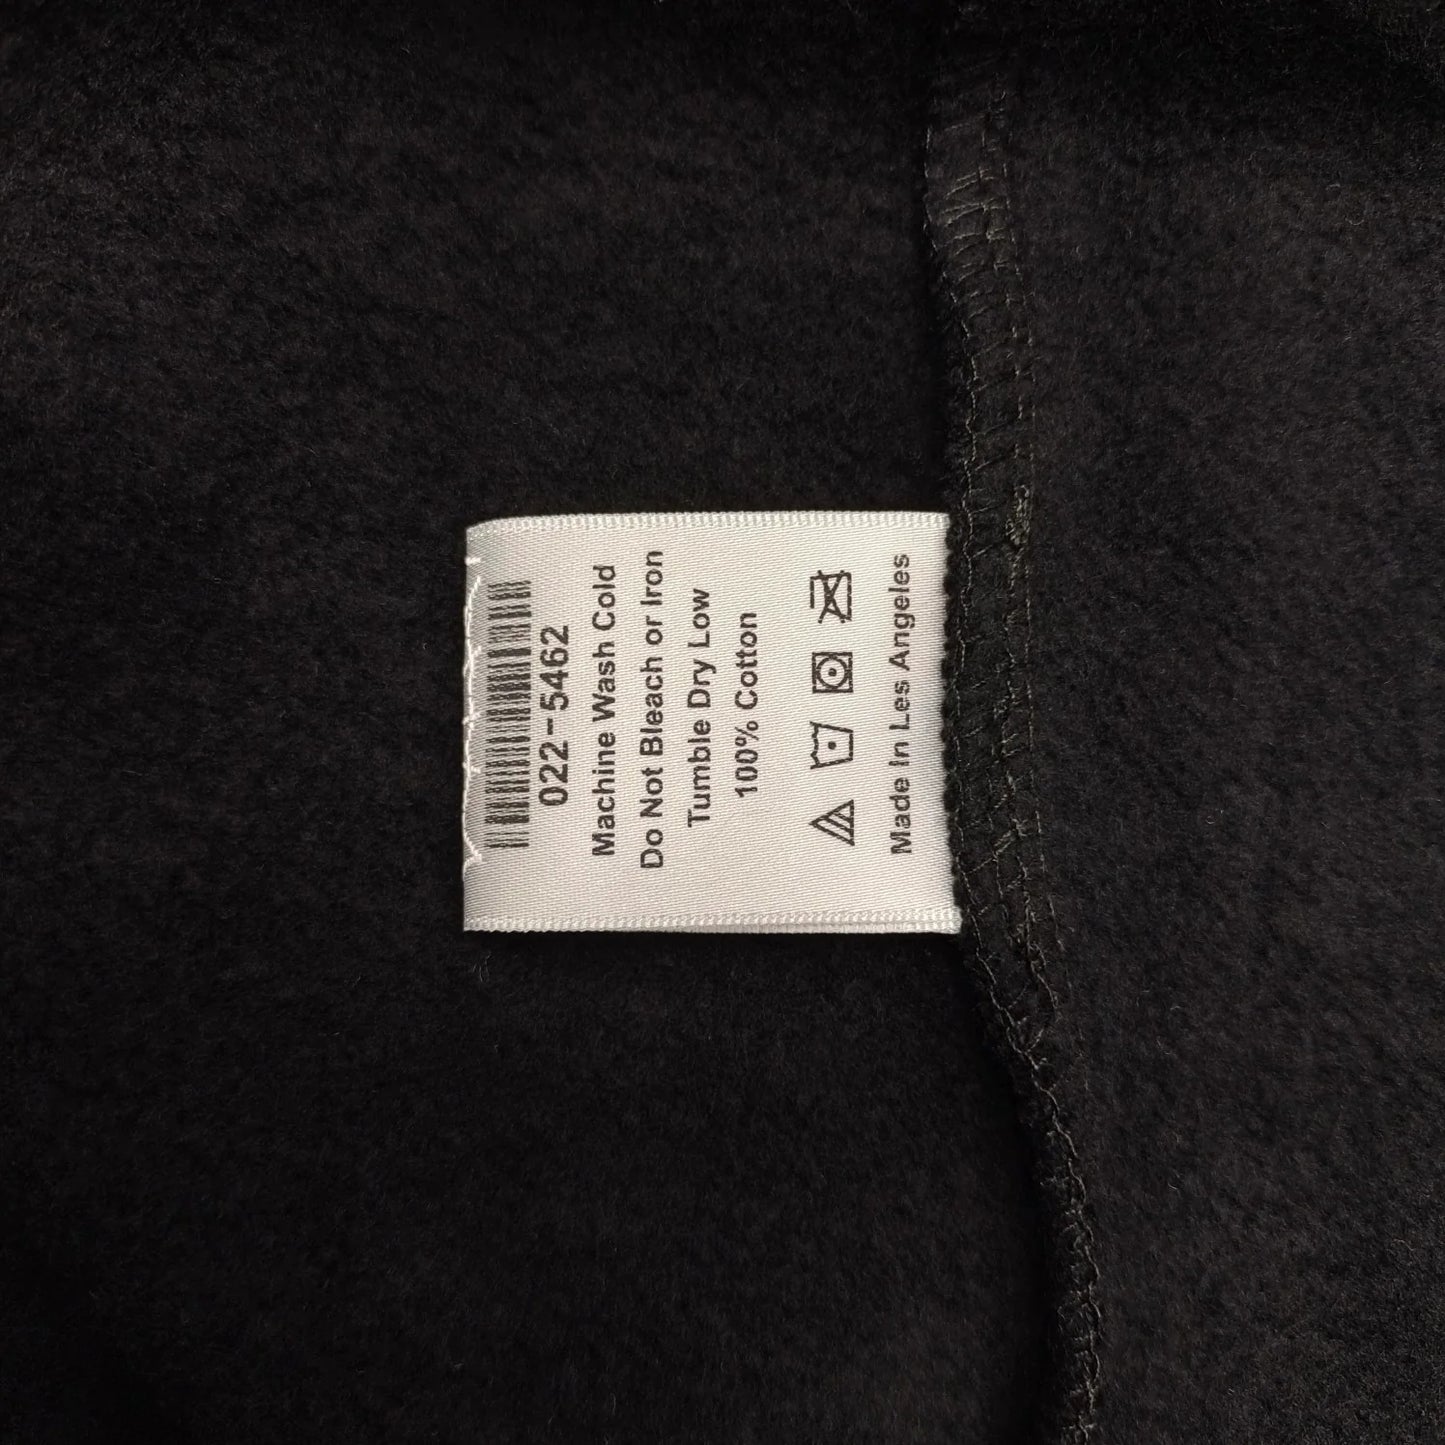 022-5462
Machine Wash Cold
Do Not Bleach or Iron
Tumble Dry Low
100% Cotton
Made In Les Angeles